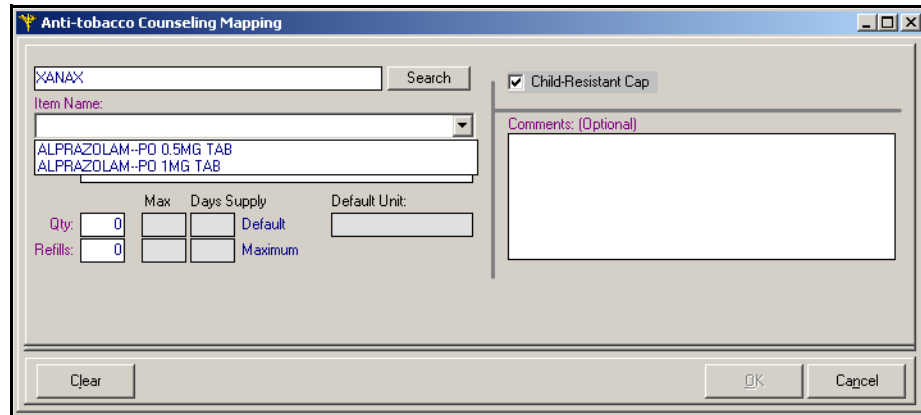 Anti-tobacco Counseling Mapping
XANAX
Search
Item Name:
ALPRAZOLAM--PO 0.5MG TAB
ALPRAZOLAM--PO 1MG TAB
Max Days Supply Default Unit:
Qty: 0 Default
Refills: 0 Maximum
Child-Resistant Cap
Comments: (Optional)
Clear
OK
Cancel